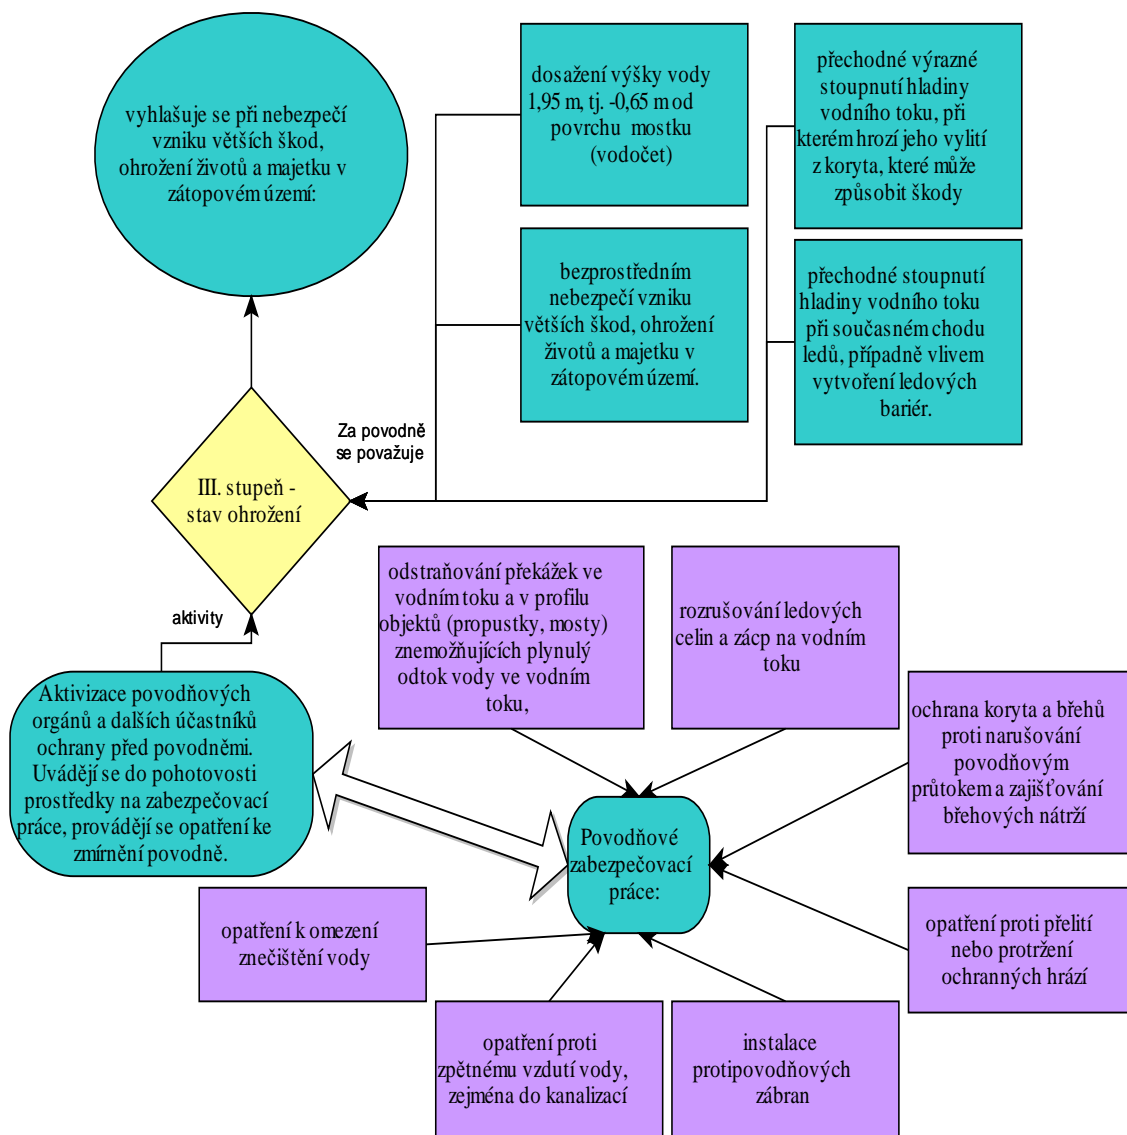 vyhlašuje se při nebezpečí
vzniku větších škod,
ohrožení životů a majetku v
zátopovém území:
dosažení výšky vody
1,95 m, tj. -0,65 m od
povrchu mostku
(vodočet)
přechodné výrazné
stoupnutí hladiny
vodního toku, při
kterém hrozí jeho vylití
z koryta, které může
způsobit škody
bezprostředním
nebezpečí vzniku
větších škod, ohrožení
životů a majetku v
zátopovém území.
přechodné stoupnutí
hladiny vodního toku
při současném chodu
ledů, případně vlivem
vytvoření ledových
bariér.
Za povodně
se považuje
III. stupeň -
stav ohrožení
aktivity
Aktivizace povodňových
orgánů a dalších účastníků
ochrany před povodněmi.
Uvádějí se do pohotovosti
prostředky na zabezpečovací
práce, provádějí se opatření ke
zmírnění povodně.
odstraňování překážek ve
vodním toku a v profilu
objektů (propustky, mosty)
znemožňujících plynulý
odtok vody ve vodním
toku,
rozrušování ledových
celin a zácp na vodním
toku
ochrana koryta a břehů
proti narušování
povodňovým
průtokem a zajišťování
břehových nátrží
Povodňové
zabezpečovací
práce:
opatření k omezení
znečištění vody
opatření proti přelití
nebo protržení
ochranných hrází
opatření proti
zpětnému vzdutí vody,
zejména do kanalizací
instalace
protipovodňových
zábran